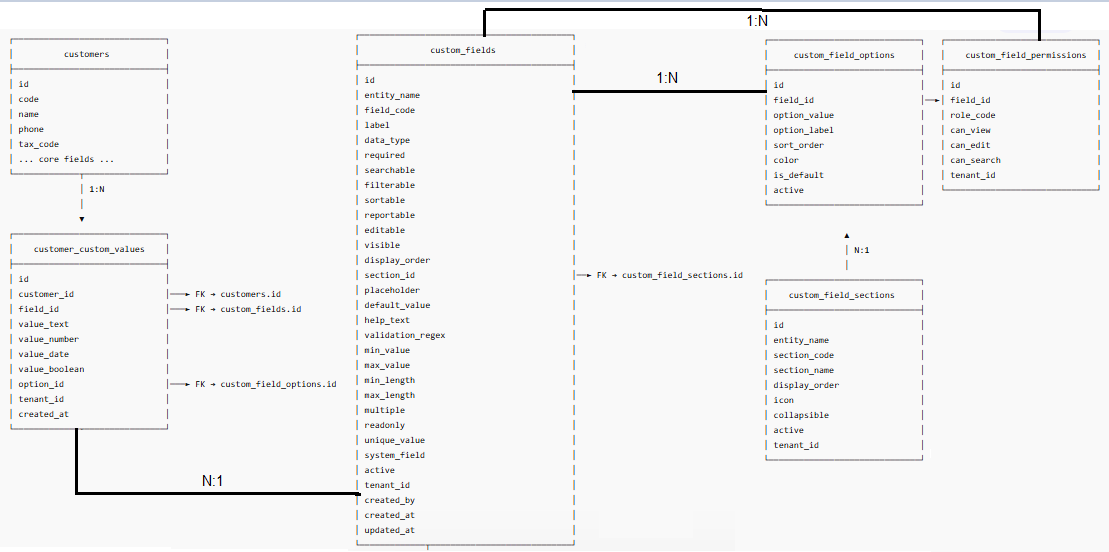 1:N
customers
id
code
name
phone
tax_code
... core fields ...
1:N
customer_custom_values
id
customer_id → FK → customers.id
field_id → FK → custom_fields.id
value_text
value_number
value_date
value_boolean
option_id → FK → custom_field_options.id
tenant_id
created_at
N:1
custom_fields
id
entity_name
field_code
label
data_type
required
searchable
filterable
sortable
reportable
editable
visible
display_order
section_id → FK → custom_field_sections.id
placeholder
default_value
help_text
validation_regex
min_value
max_value
min_length
max_length
multiple
readonly
unique_value
system_field
active
tenant_id
created_by
created_at
updated_at
1:N
custom_field_options
id
field_id
option_value
option_label
sort_order
color
is_default
active
N:1
custom_field_sections
id
entity_name
section_code
section_name
display_order
icon
collapsible
active
tenant_id
custom_field_permissions
id
field_id
role_code
can_view
can_edit
can_search
tenant_id